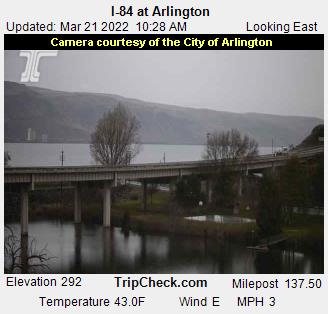 I-84 at Arlington
Updated: Mar 21 2022 10:28 AM Looking East
Camera courtesy of the City of Arlington
Elevation 292 TripCheck.com Milepost 137.50
Temperature 43.0F Wind E MPH 3